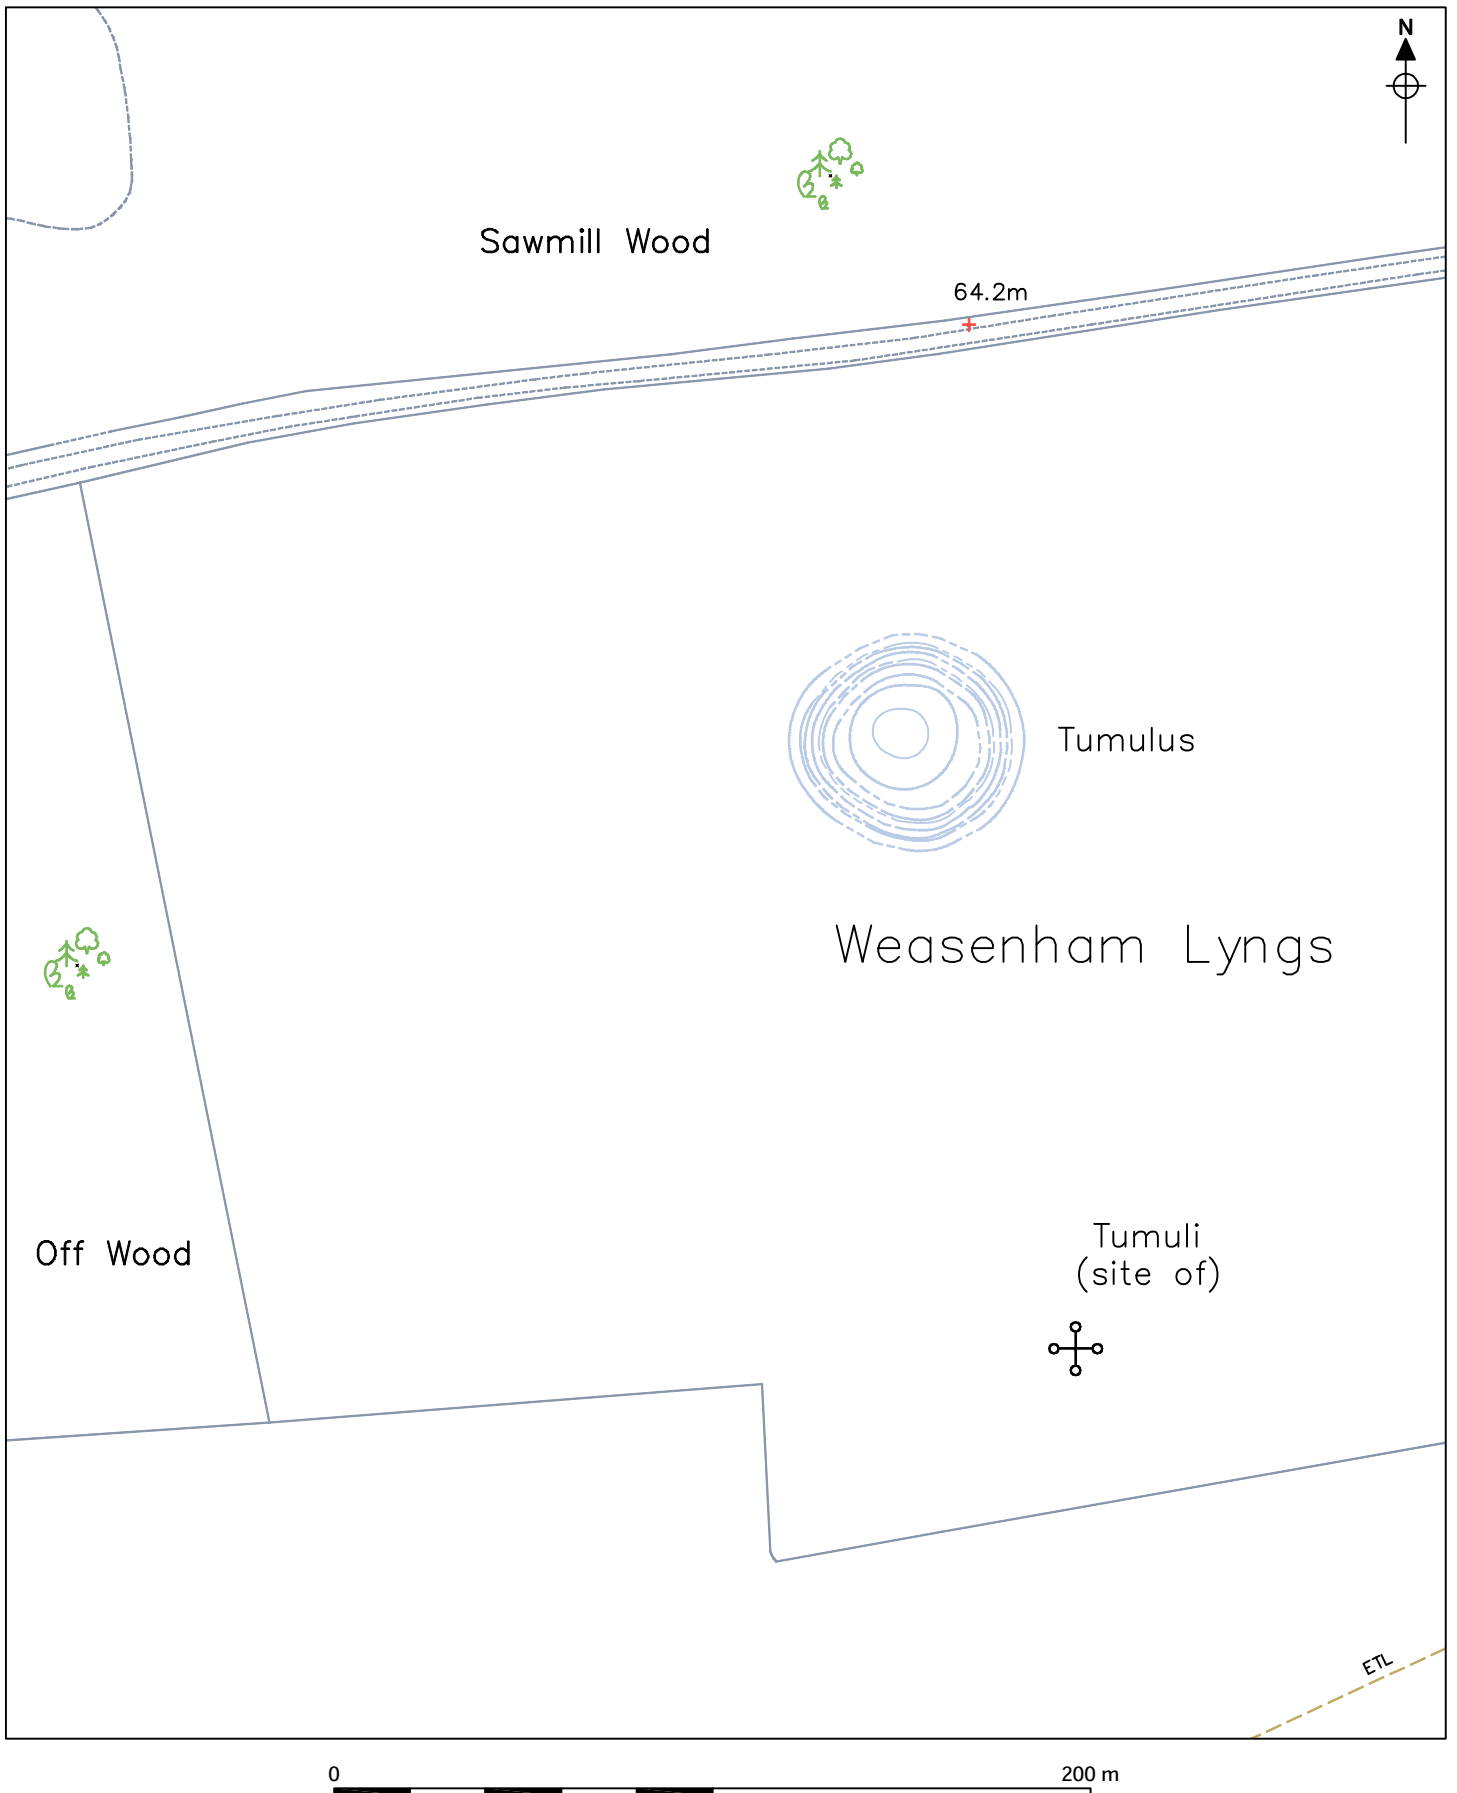 N
Sawmill Wood
64.2m
Tumulus
Weasenham Lyngs
Tumuli
(site of)
Off Wood
ETL
0
200 m